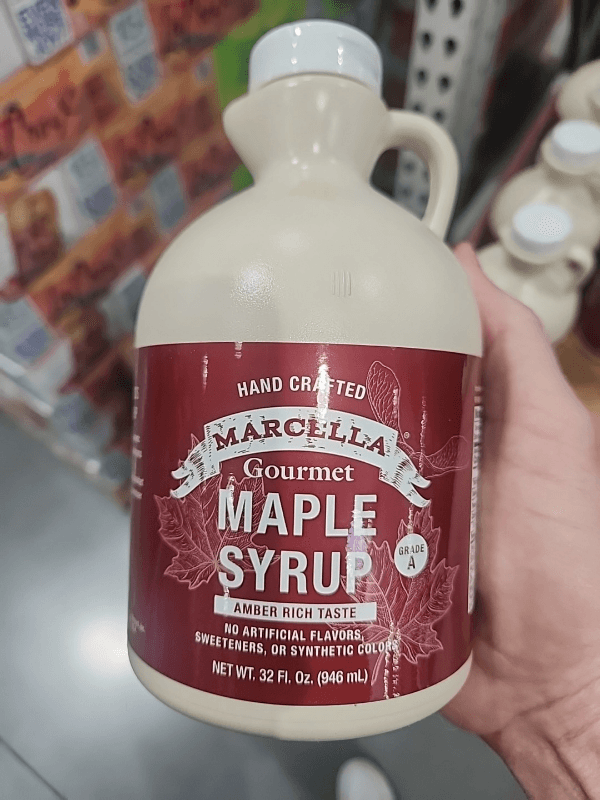 HAND CRAFTED
MARCELLA
Gourmet
MAPLE
SYRUP
GRADE
A
AMBER RICH TASTE
NO ARTIFICIAL FLAVORS,
SWEETENERS, OR SYNTHETIC COLORS
NET WT. 32 Fl. Oz. (946 mL)